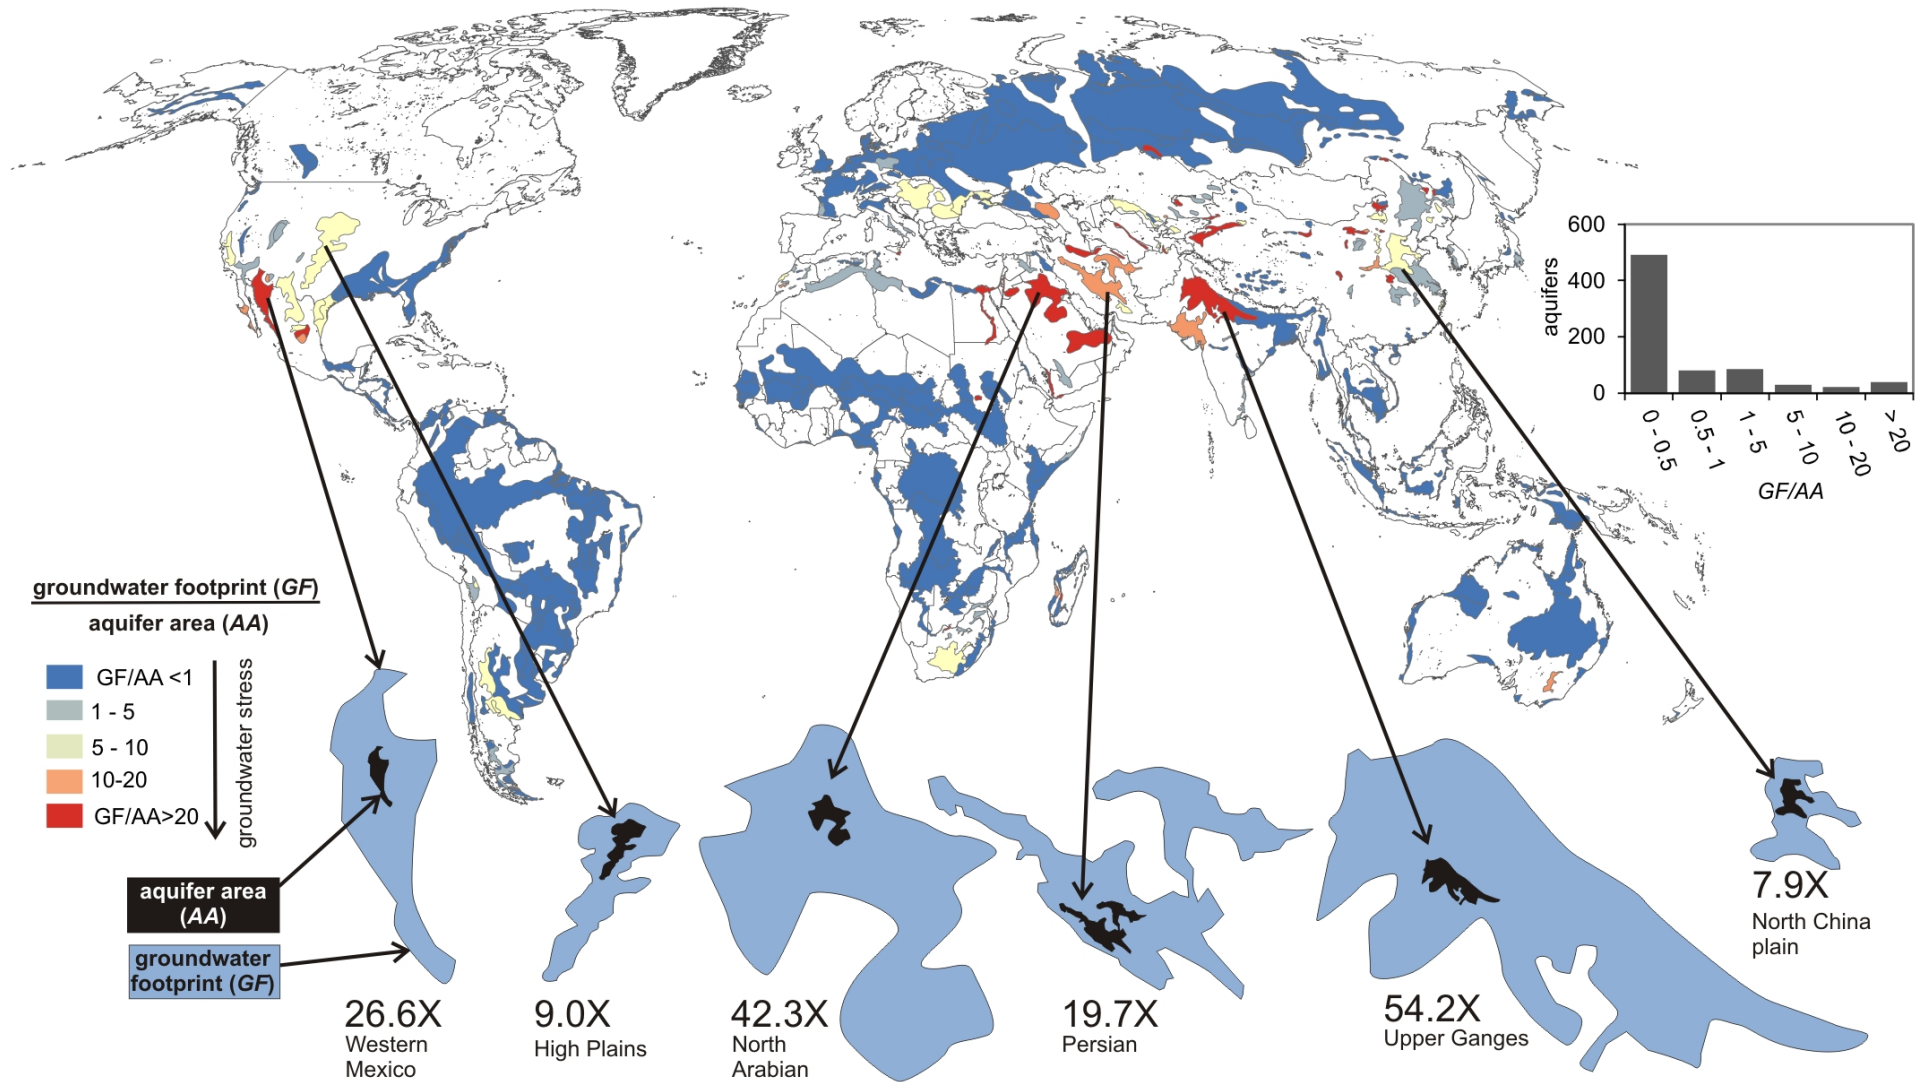 600
400
200
0
aquifers
0 - 0.5
0.5 - 1
1 - 5
5 - 10
10 - 20
> 20
GF/AA
groundwater footprint (GF)
aquifer area (AA)
GF/AA <1
1 - 5
5 - 10
10-20
GF/AA>20
groundwater stress
aquifer area
(AA)
groundwater
footprint (GF)
26.6X
Western
Mexico
9.0X
High Plains
42.3X
North
Arabian
19.7X
Persian
54.2X
Upper Ganges
7.9X
North China
plain